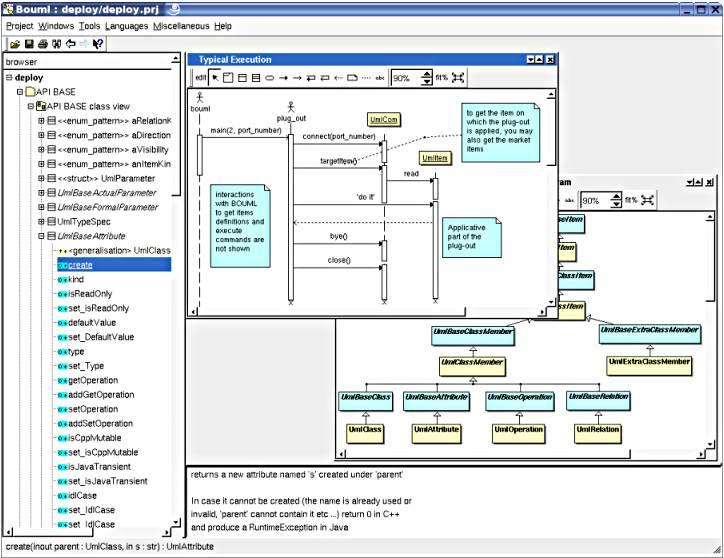 Bouml : deploy/deploy.prj
Project Windows Tools Languages Miscellaneous Help
browser
deploy
API BASE
API BASE class view
<<enum_pattern>> aRelationK
<<enum_pattern>> aDirection
<<enum_pattern>> aVisibility
<<enum_pattern>> anItemKin
<<struct>> UmlParameter
UmlBaseActualParameter
UmlBaseFormalParameter
UmlTypeSpec
UmlBaseAttribute
<generalisation> UmlClass
create
kind
isReadOnly
set_isReadOnly
defaultValue
set_DefaultValue
type
set_Type
getOperation
addGetOperation
setOperation
addSetOperation
isCppMutable
set_isCppMutable
isJavaTransient
set_isJavaTransient
idlCase
set_IdlCase
set_IdlCase
Typical Execution
edit
abc
90%
fit%
bouml
plug_out
UmlCom
UmlItem
main(2, port_number)
connect(port_number)
targetItem()
read
'do it'
bye()
close()
to get the item on
which the plug-out
is applied, you may
also get the market
items
interactions
with BOUML
to get items
definitions and
execute
commands are
not shown
Applicative
part of the
plug-out
am
abc
90%
fit%
seItem
Item
ClassItem
ssItem
UmlBaseClassMember
UmlBaseExtraClassMember
UmlClassMember
UmlExtraClassMember
UmlBaseClass
UmlBaseAttribute
UmlBaseOperation
UmlBaseRelation
UmlClass
UmlAttribute
UmlOperation
UmlRelation
returns a new attribute named 's' created under 'parent'
In case it cannot be created (the name is already used or
invalid, 'parent' cannot contain it etc ...) return 0 in C++
and produce a RuntimeException in Java
create(inout parent : UmlClass, in s : str) : UmlAttribute